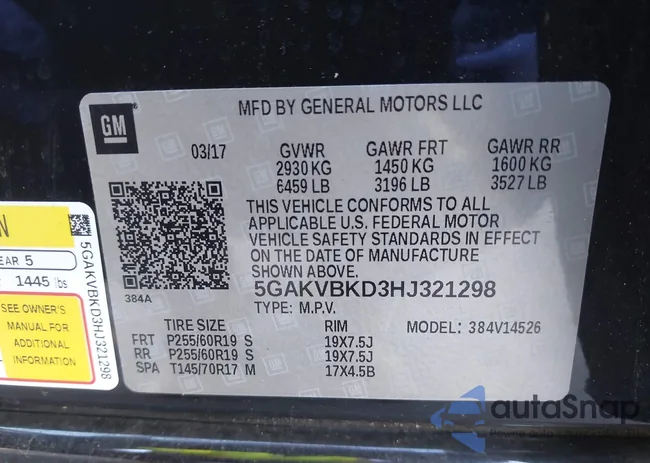 MFD BY GENERAL MOTORS LLC
GM
03/17 GVWR GAWR FRT GAWR RR
2930 KG 1450 KG 1600 KG
6459 LB 3196 LB 3527 LB
THIS VEHICLE CONFORMS TO ALL
APPLICABLE U.S. FEDERAL MOTOR
VEHICLE SAFETY STANDARDS IN EFFECT
ON THE DATE OF MANUFACTURE
SHOWN ABOVE.
384A
5GAKVBKD3HJ321298
TYPE: M.P.V.
TIRE SIZE RIM MODEL: 384V14526
FRT P255/60R19 S 19X7.5J
RR P255/60R19 S 19X7.5J
SPA T145/70R17 M 17X4.5B
N
EAR 5
1445 lbs
SEE OWNER'S
MANUAL FOR
ADDITIONAL
INFORMATION
5GAKVBKD3HJ321298
autoSnap